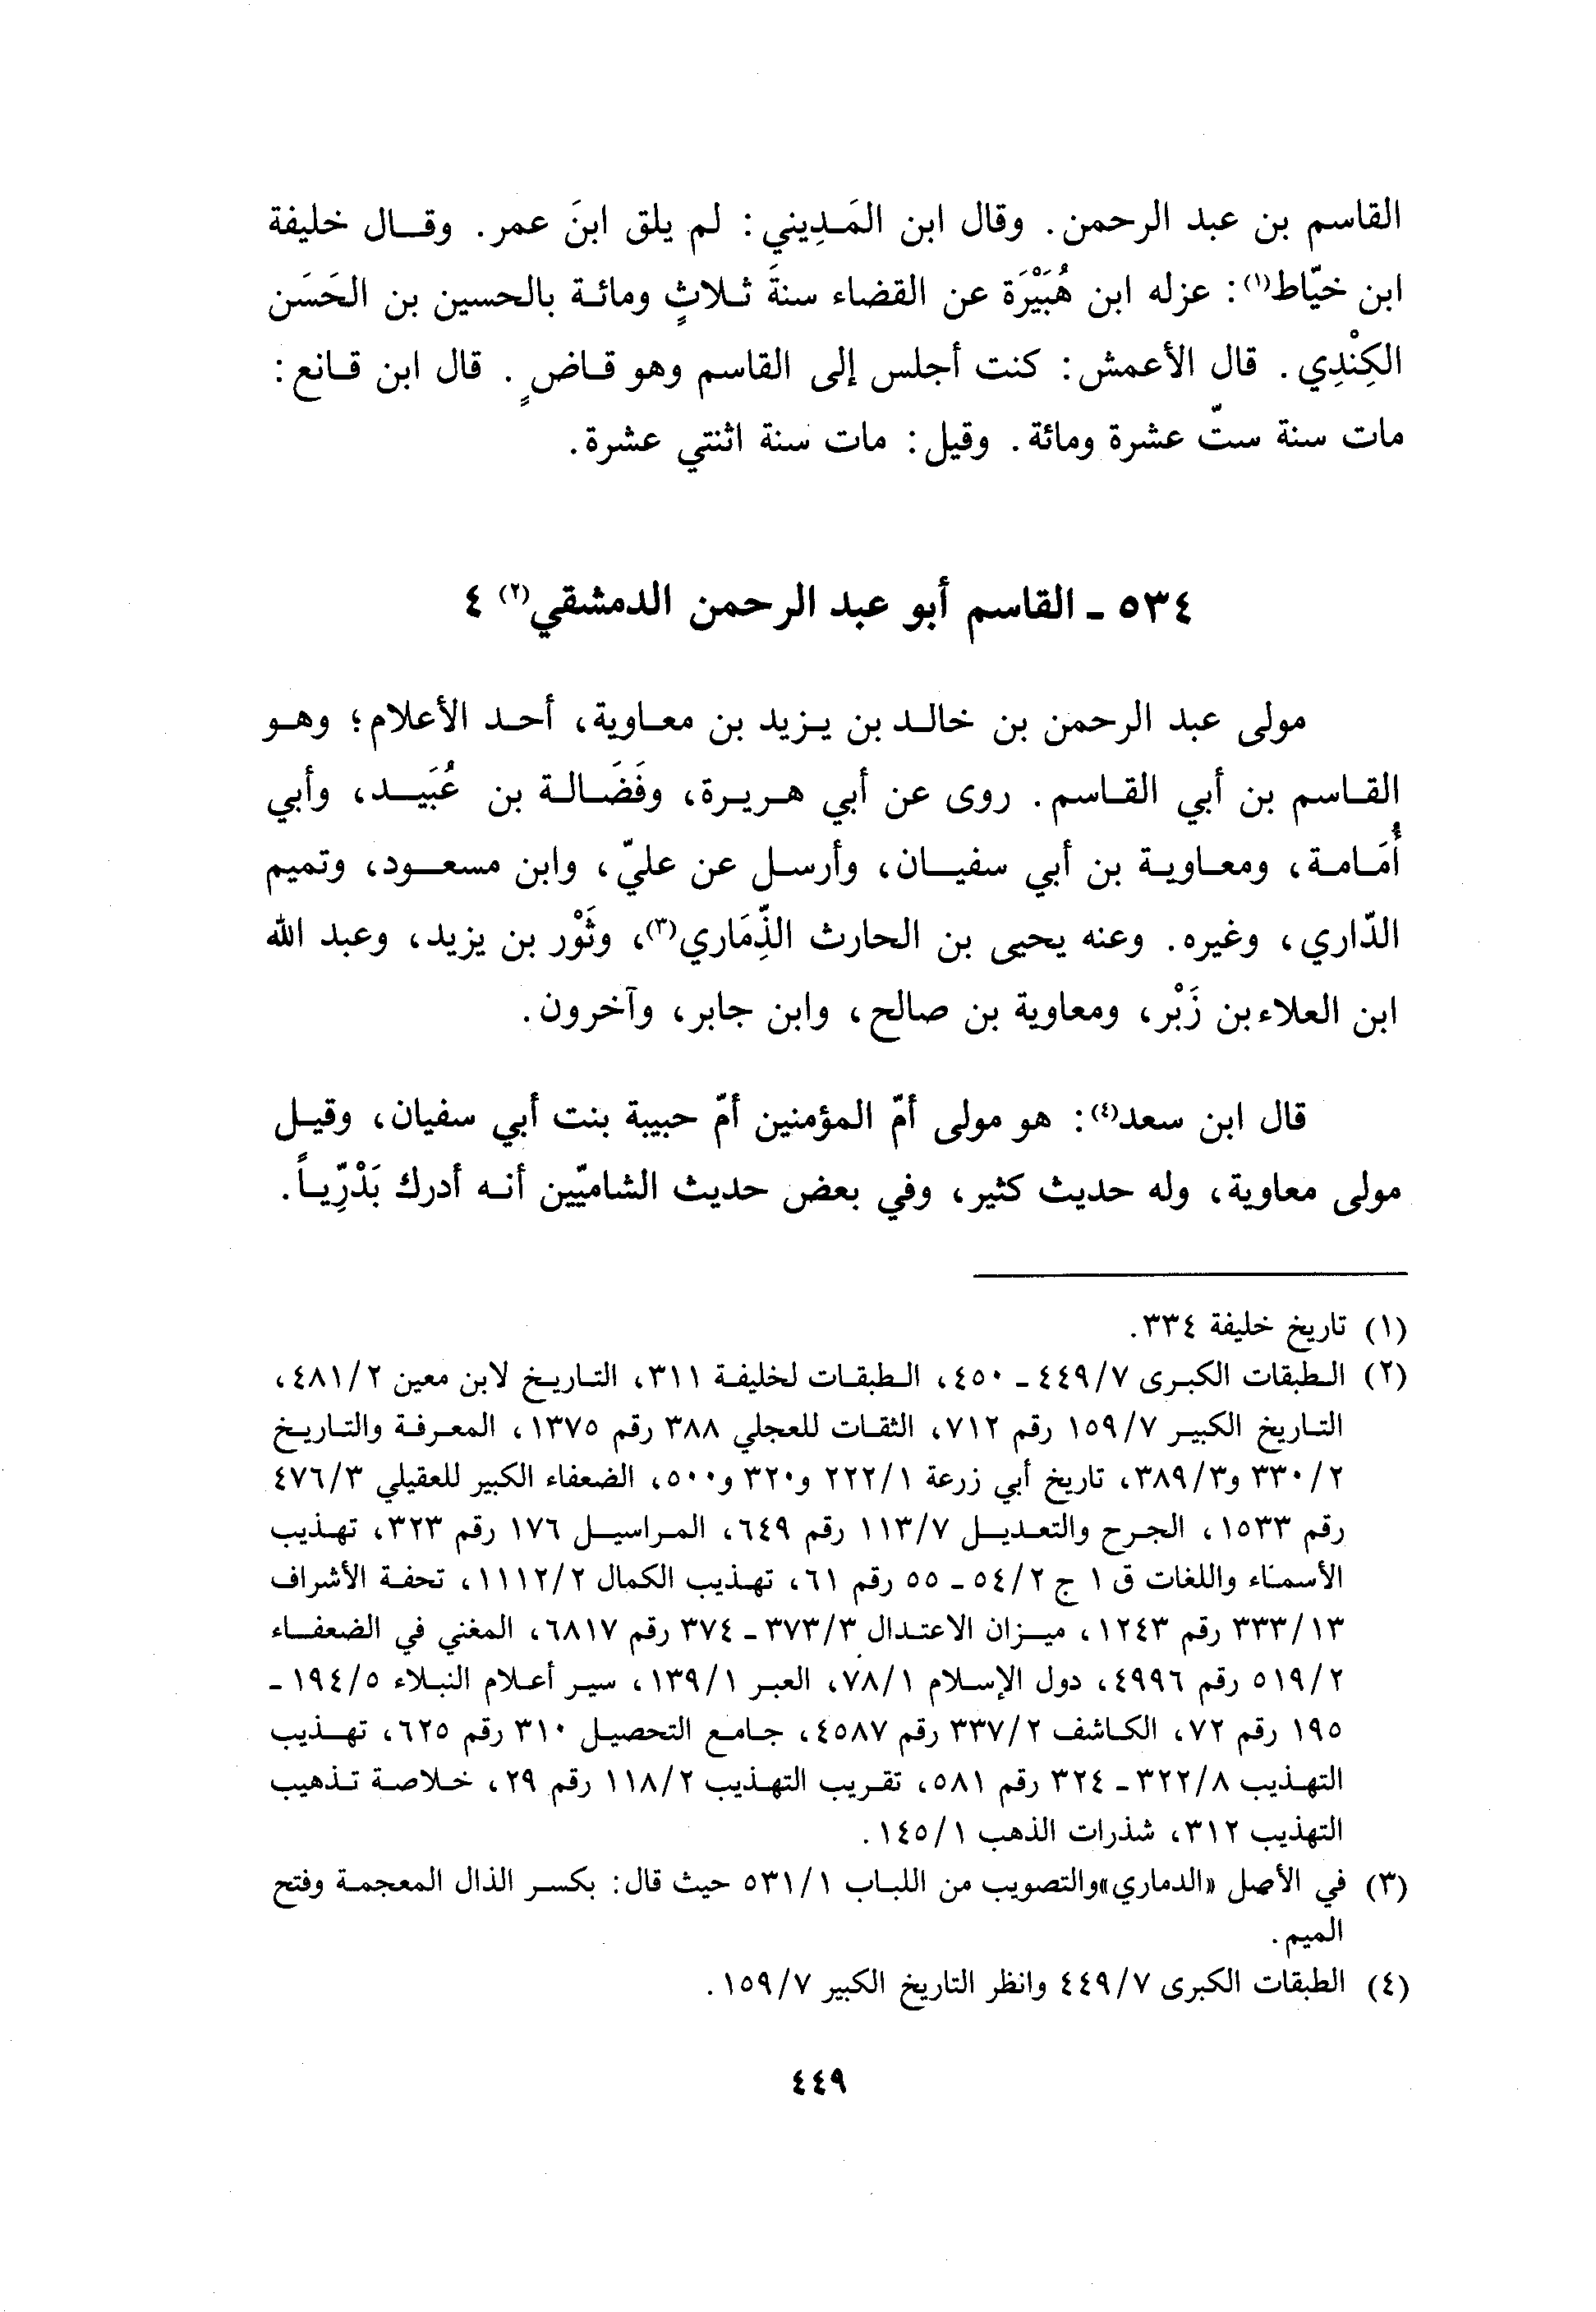 القاسم بن عبد الرحمن. وقال ابن المَدِيني: لم يلق ابنَ عمر. وقال خليفة
ابن خيّاط(١): عزله ابن هُبَيْرَة عن القضاء سنةَ ثلاثٍ ومائة بالحسين بن الحَسَن
الكِنْدِي. قال الأعمش: كنت أجلس إلى القاسم وهو قاضٍ. قال ابن قانع:
مات سنة ستّ عشرة ومائة. وقيل: مات سنة اثنتي عشرة.
٥٣٤ - القاسم أبو عبد الرحمن الدمشقي(٢) ٤
مولى عبد الرحمن بن خالد بن يزيد بن معاوية، أحد الأعلام؛ وهو
القاسم بن أبي القاسم. روى عن أبي هريرة، وفَضَالة بن عُبَيد، وأبي
أُمَامة، ومعاوية بن أبي سفيان، وأرسل عن عليّ، وابن مسعود، وتميم
الدّاري، وغيره. وعنه يحيى بن الحارث الذِّمَاري(٣)، وثَوْر بن يزيد، وعبد الله
ابن العلاء بن زَبْر، ومعاوية بن صالح، وابن جابر، وآخرون.
قال ابن سعد(٤): هو مولى أمّ المؤمنين أمّ حبيبة بنت أبي سفيان، وقيل
مولى معاوية، وله حديث كثير، وفي بعض حديث الشاميّين أنه أدرك بَدْرِّياً.
(١) تاريخ خليفة ٣٣٤.
(٢) الطبقات الكبرى ٧/٤٤٩ - ٤٥٠، الطبقات لخليفة ٣١١، التاريخ لابن معين ٢/٤٨١،
التاريخ الكبير ٧/١٥٩ رقم ٧١٢، الثقات للعجلي ٣٨٨ رقم ١٣٧٥، المعرفة والتاريخ
٢/٣٣٠ و٣/٣٨٩، تاريخ أبي زرعة ١/٢٢٢ و٣٢٠ و٥٠٠، الضعفاء الكبير للعقيلي ٣/٤٧٦
رقم ١٥٣٣، الجرح والتعديل ٧/١١٣ رقم ٦٤٩، المراسيل ١٧٦ رقم ٣٢٣، تهذيب
الأسماء واللغات ق ١ ج ٢/٥٤ - ٥٥ رقم ٦١، تهذيب الكمال ٢/١١١٢، تحفة الأشراف
١٣/٣٣٣ رقم ١٢٤٣، ميزان الاعتدال ٣/٣٧٣ - ٣٧٤ رقم ٦٨١٧، المغني في الضعفاء
٢/٥١٩ رقم ٤٩٩٦، دول الإسلام ١/٧٨، العبر ١/١٣٩، سير أعلام النبلاء ٥/١٩٤ -
١٩٥ رقم ٧٢، الكاشف ٢/٣٣٧ رقم ٤٥٨٧، جامع التحصيل ٣١٠ رقم ٦٢٥، تهذيب
التهذيب ٨/٣٢٢ - ٣٢٤ رقم ٥٨١، تقريب التهذيب ٢/١١٨ رقم ٢٩، خلاصة تذهيب
التهذيب ٣١٢، شذرات الذهب ١/١٤٥.
(٣) في الأصل «الدماري» والتصويب من اللباب ١/٥٣١ حيث قال: بكسر الذال المعجمة وفتح
الميم.
(٤) الطبقات الكبرى ٧/٤٤٩ وانظر التاريخ الكبير ٧/١٥٩.
٤٤٩